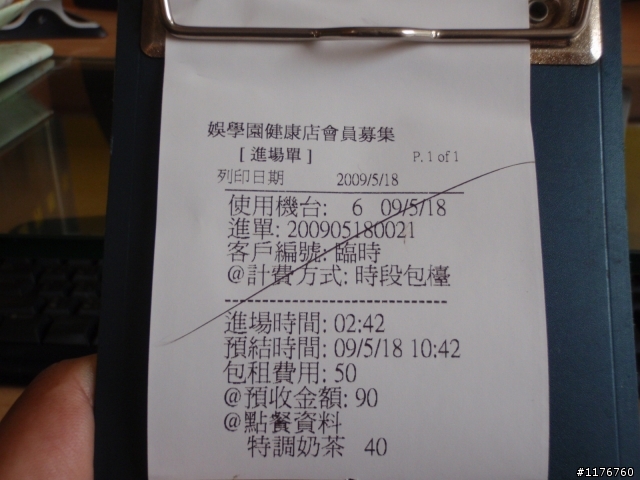 娛學園健康店會員募集
[ 進場單 ] P. 1 of 1
列印日期 2009/5/18
使用機台: 6 09/5/18
進單: 200905180021
客戶編號: 臨時
@計費方式: 時段包檯
--------------------------------
進場時間: 02:42
預結時間: 09/5/18 10:42
包租費用: 50
@預收金額: 90
@點餐資料
特調奶茶 40
#1176760